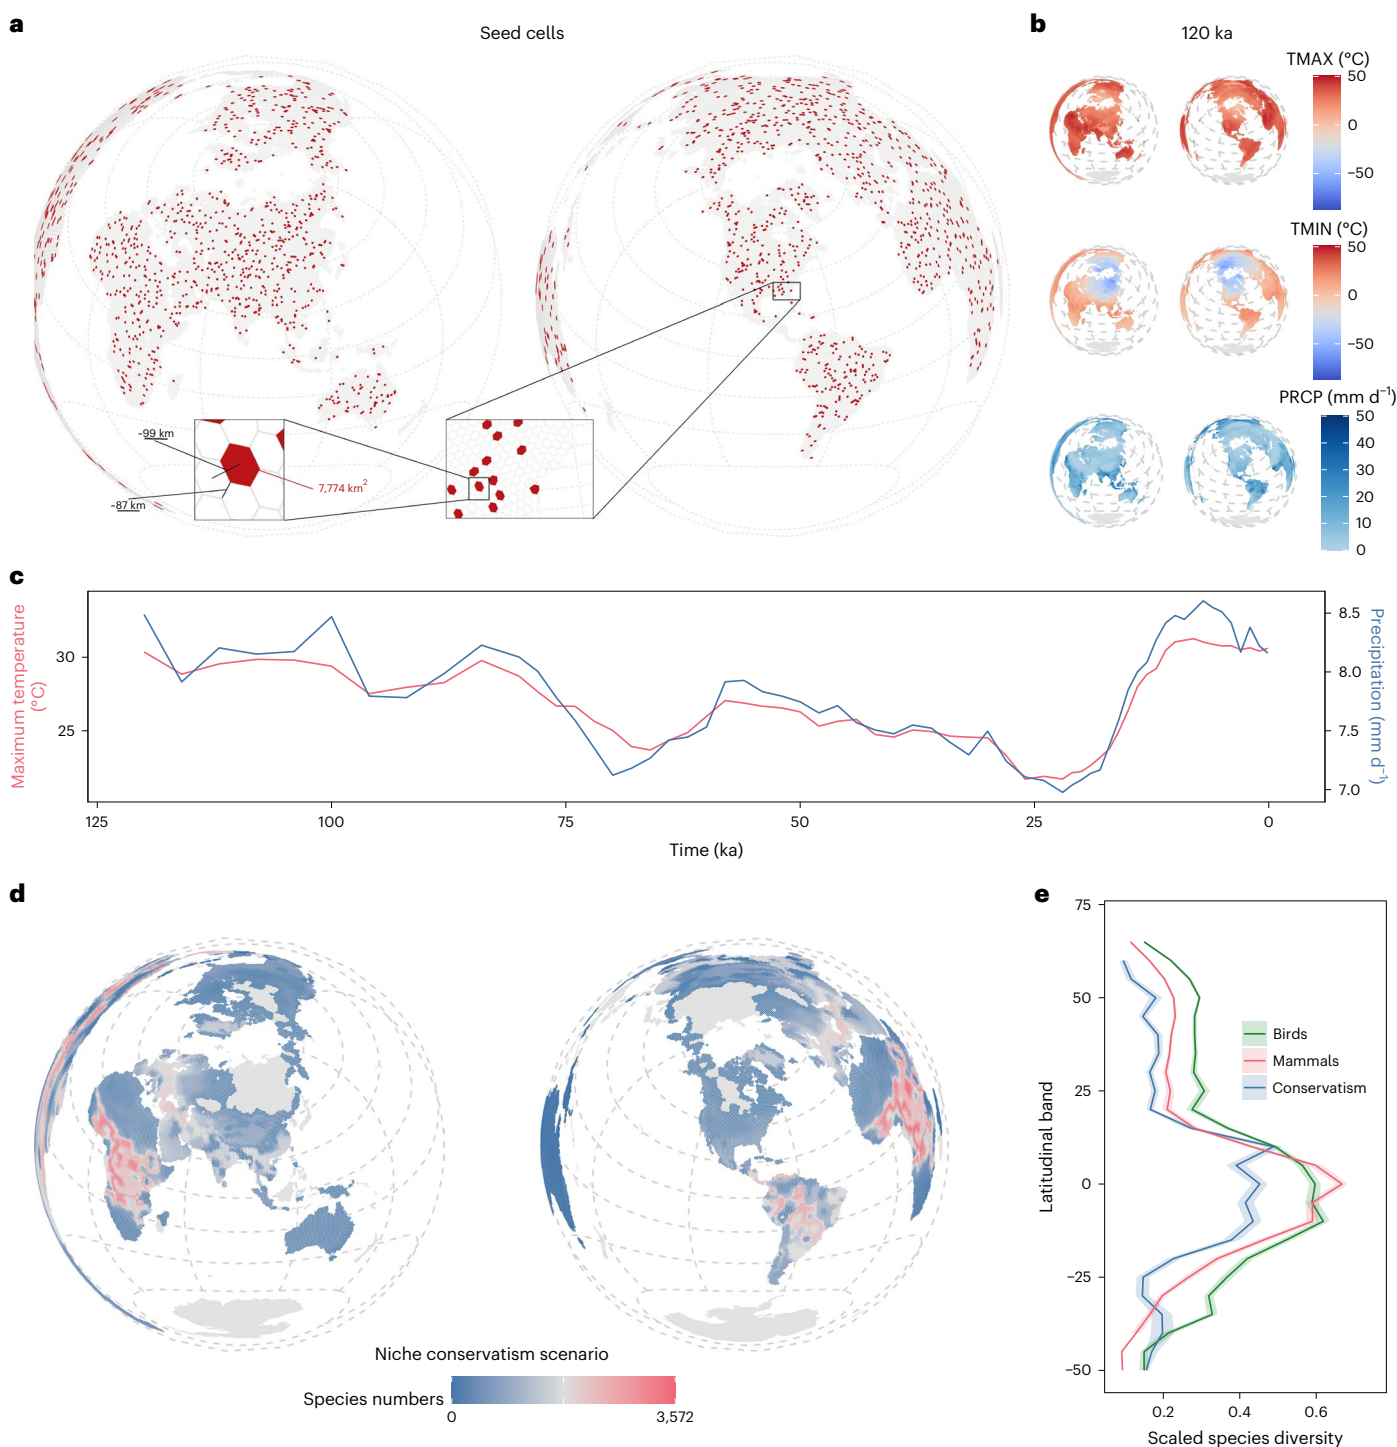 a
Seed cells
~99 km
~87 km
7,774 km²
b
120 ka
TMAX (°C)
50
0
−50
TMIN (°C)
50
0
−50
PRCP (mm d⁻¹)
50
40
30
20
10
0
c
Maximum temperature
(°C)
30
25
8.5
8.0
7.5
7.0
Precipitation (mm d⁻¹)
125
100
75
50
25
0
Time (ka)
d
Niche conservatism scenario
Species numbers
0
3,572
e
Latitudinal band
75
50
25
0
−25
−50
Birds
Mammals
Conservatism
0.2
0.4
0.6
Scaled species diversity